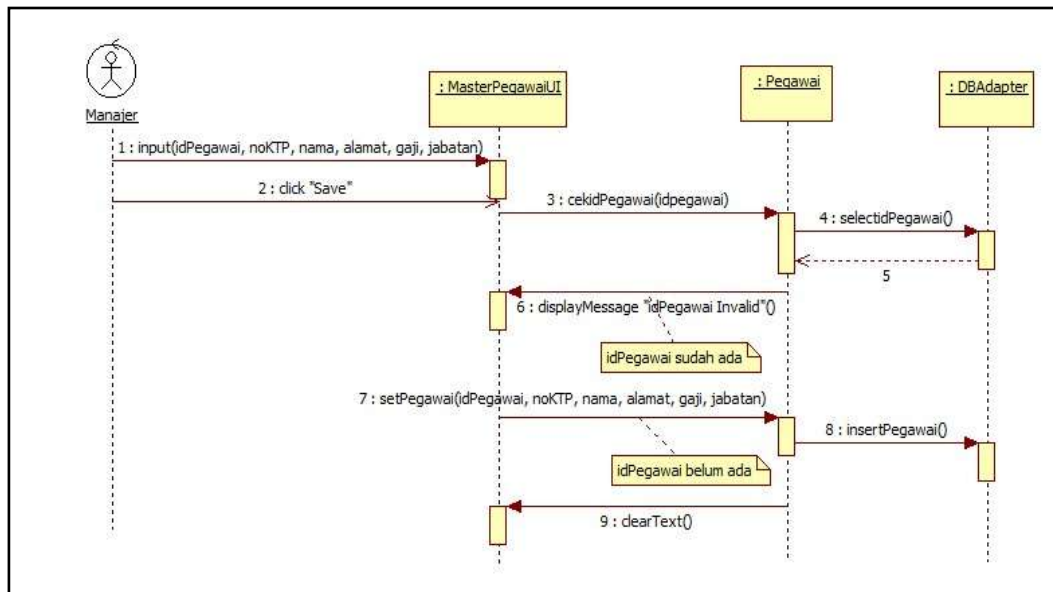 Manajer
: MasterPegawaiUI
: Pegawai
: DBAdapter
1 : input(idPegawai, noKTP, nama, alamat, gaji, jabatan)
2 : click "Save"
3 : cekidPegawai(idpegawai)
4 : selectidPegawai()
5
6 : displayMessage "idPegawai Invalid"()
idPegawai sudah ada
7 : setPegawai(idPegawai, noKTP, nama, alamat, gaji, jabatan)
8 : insertPegawai()
idPegawai belum ada
9 : clearText()